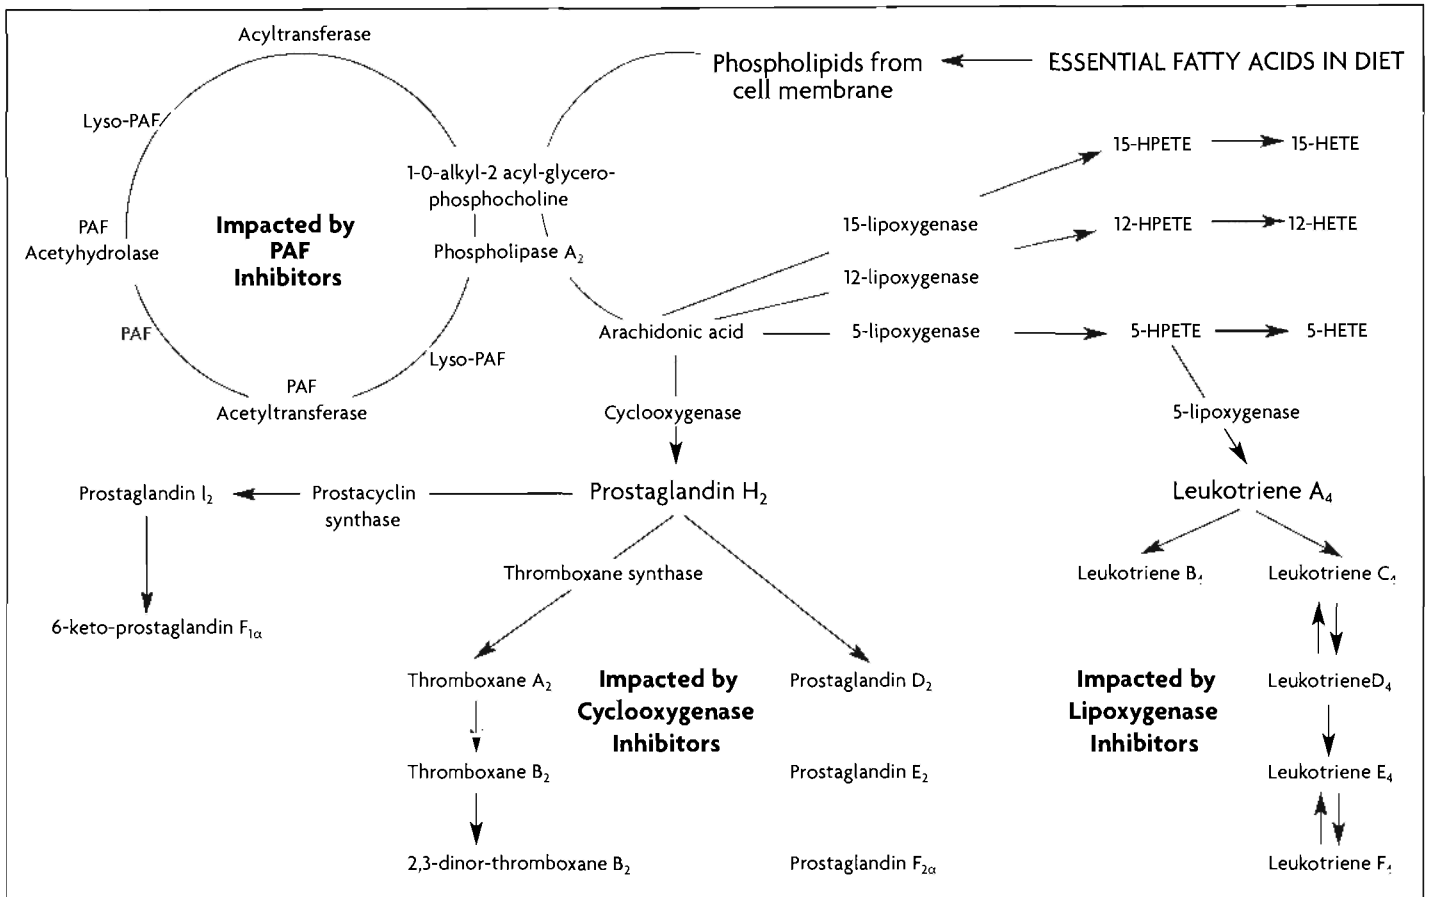 Acyltransferase
Phospholipids from
cell membrane
ESSENTIAL FATTY ACIDS IN DIET
Lyso-PAF
15-HPETE
15-HETE
1-0-alkyl-2 acyl-glycero-
phosphocholine
Impacted by
PAF
Inhibitors
PAF
Acetyhydrolase
Phospholipase A₂
15-lipoxygenase
12-HPETE
12-HETE
12-lipoxygenase
PAF
Lyso-PAF
Arachidonic acid
5-lipoxygenase
5-HPETE
5-HETE
PAF
Acetyltransferase
Cyclooxygenase
5-lipoxygenase
Prostaglandin I₂
Prostacyclin
synthase
Prostaglandin H₂
Leukotriene A₄
Thromboxane synthase
Leukotriene B₄
Leukotriene C₄
6-keto-prostaglandin F₁α
Thromboxane A₂
Impacted by
Cyclooxygenase
Inhibitors
Prostaglandin D₂
Impacted by
Lipoxygenase
Inhibitors
LeukotrieneD₄
Thromboxane B₂
Prostaglandin E₂
Leukotriene E₄
2,3-dinor-thromboxane B₂
Prostaglandin F₂α
Leukotriene F₄